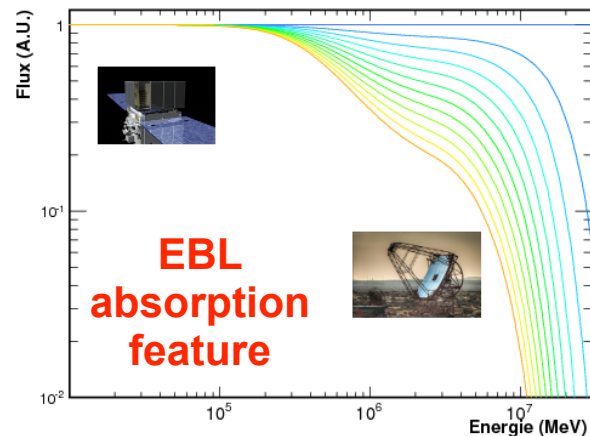 Flux (A.U.)
1
10-1
10-2
EBL
absorption
feature
105
106
107
Energie (MeV)